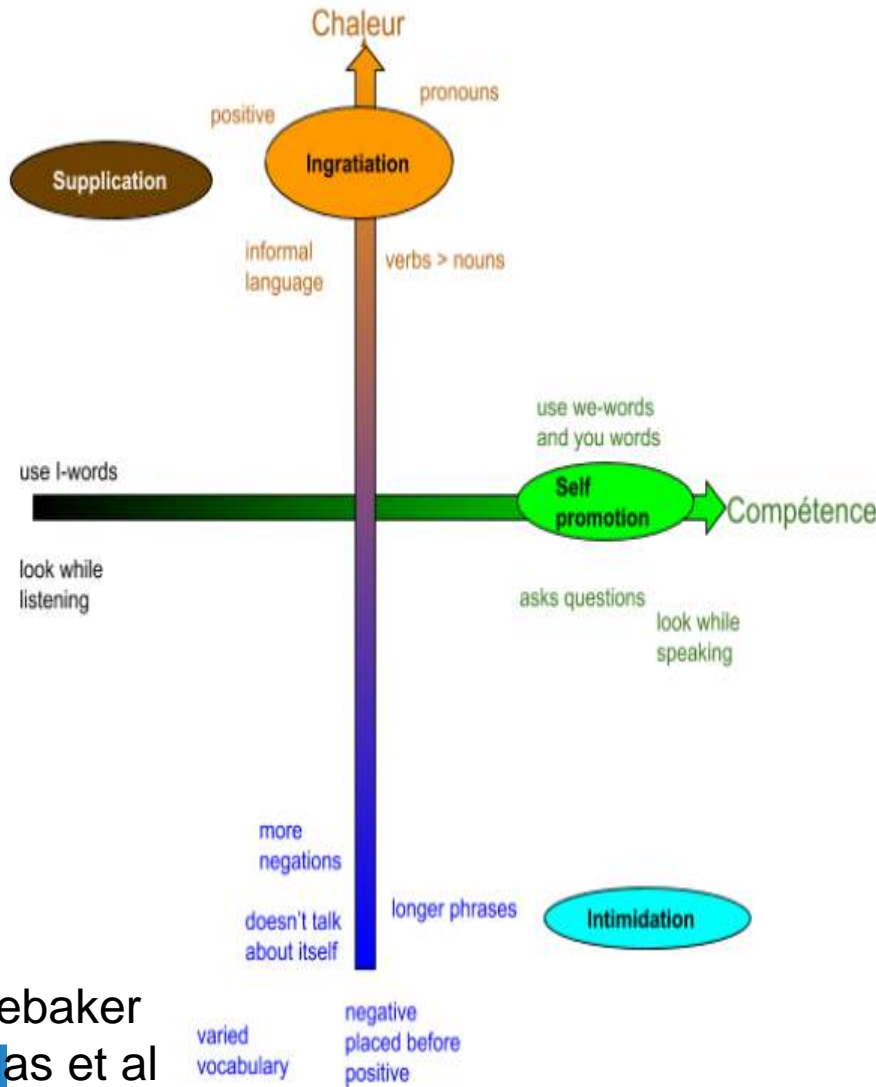 Chaleur
pronouns
positive
Ingratiation
Supplication
informal
language
verbs > nouns
use we-words
and you words
use I-words
Self
promotion
Compétence
look while
listening
asks questions
look while
speaking
more
negations
longer phrases
Intimidation
doesn't talk
about itself
ebaker
as et al
varied
vocabulary
negative
placed before
positive